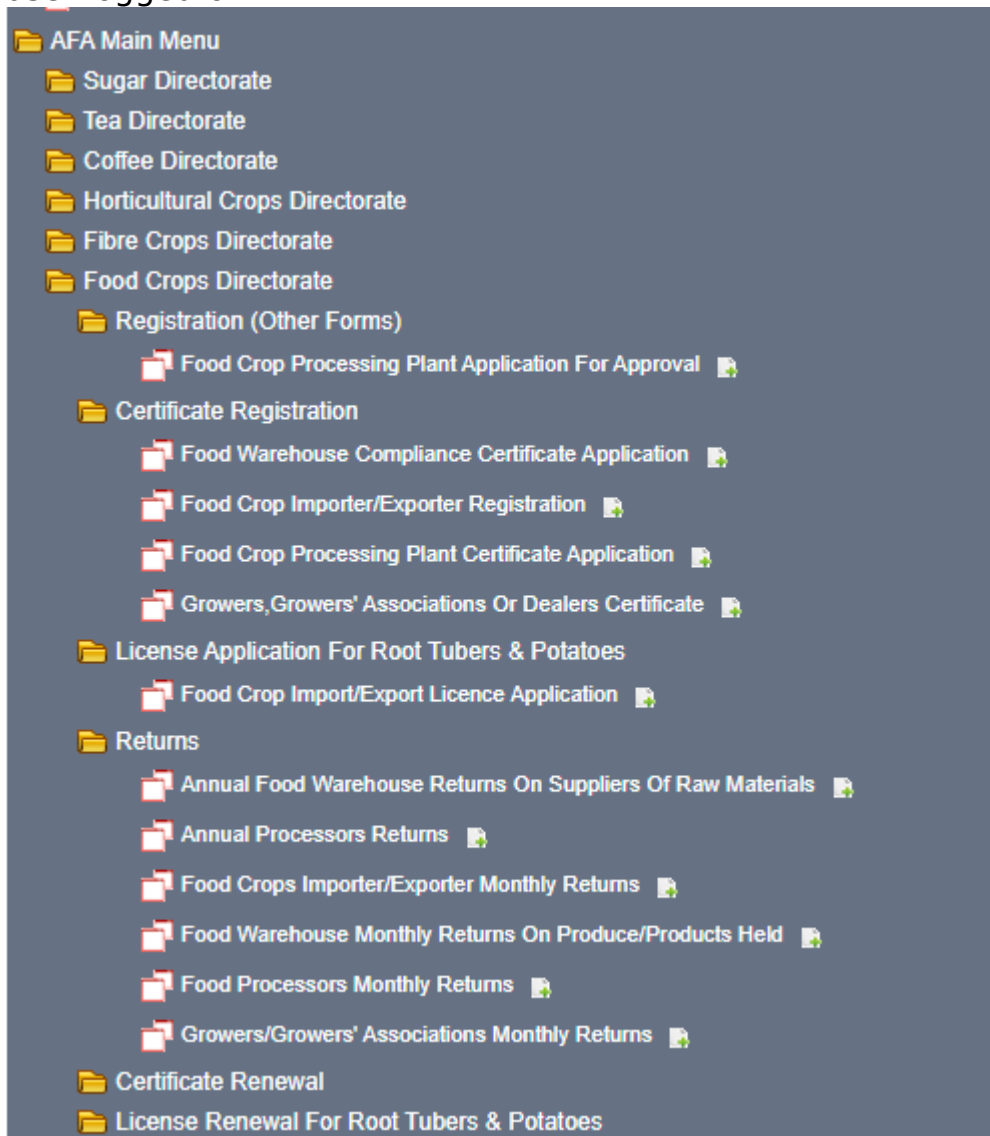 AFA Main Menu
Sugar Directorate
Tea Directorate
Coffee Directorate
Horticultural Crops Directorate
Fibre Crops Directorate
Food Crops Directorate
Registration (Other Forms)
Food Crop Processing Plant Application For Approval
Certificate Registration
Food Warehouse Compliance Certificate Application
Food Crop Importer/Exporter Registration
Food Crop Processing Plant Certificate Application
Growers,Growers' Associations Or Dealers Certificate
License Application For Root Tubers & Potatoes
Food Crop Import/Export Licence Application
Returns
Annual Food Warehouse Returns On Suppliers Of Raw Materials
Annual Processors Returns
Food Crops Importer/Exporter Monthly Returns
Food Warehouse Monthly Returns On Produce/Products Held
Food Processors Monthly Returns
Growers/Growers' Associations Monthly Returns
Certificate Renewal
License Renewal For Root Tubers & Potatoes